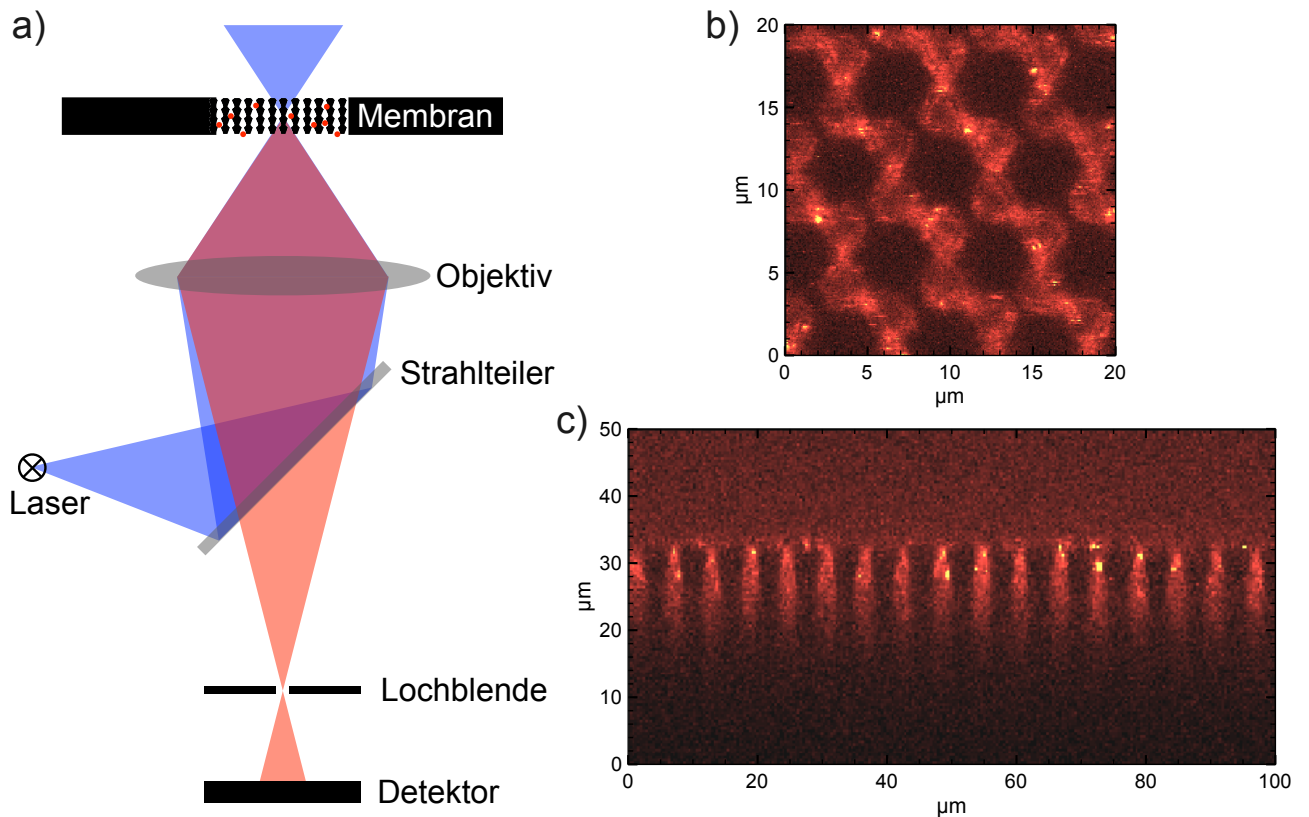 a)
Membran
Objektiv
Strahlteiler
Laser
Lochblende
Detektor
b)
20
15
10
5
0
µm
0 5 10 15 20
µm
c)
50
40
30
20
10
0
µm
0 20 40 60 80 100
µm